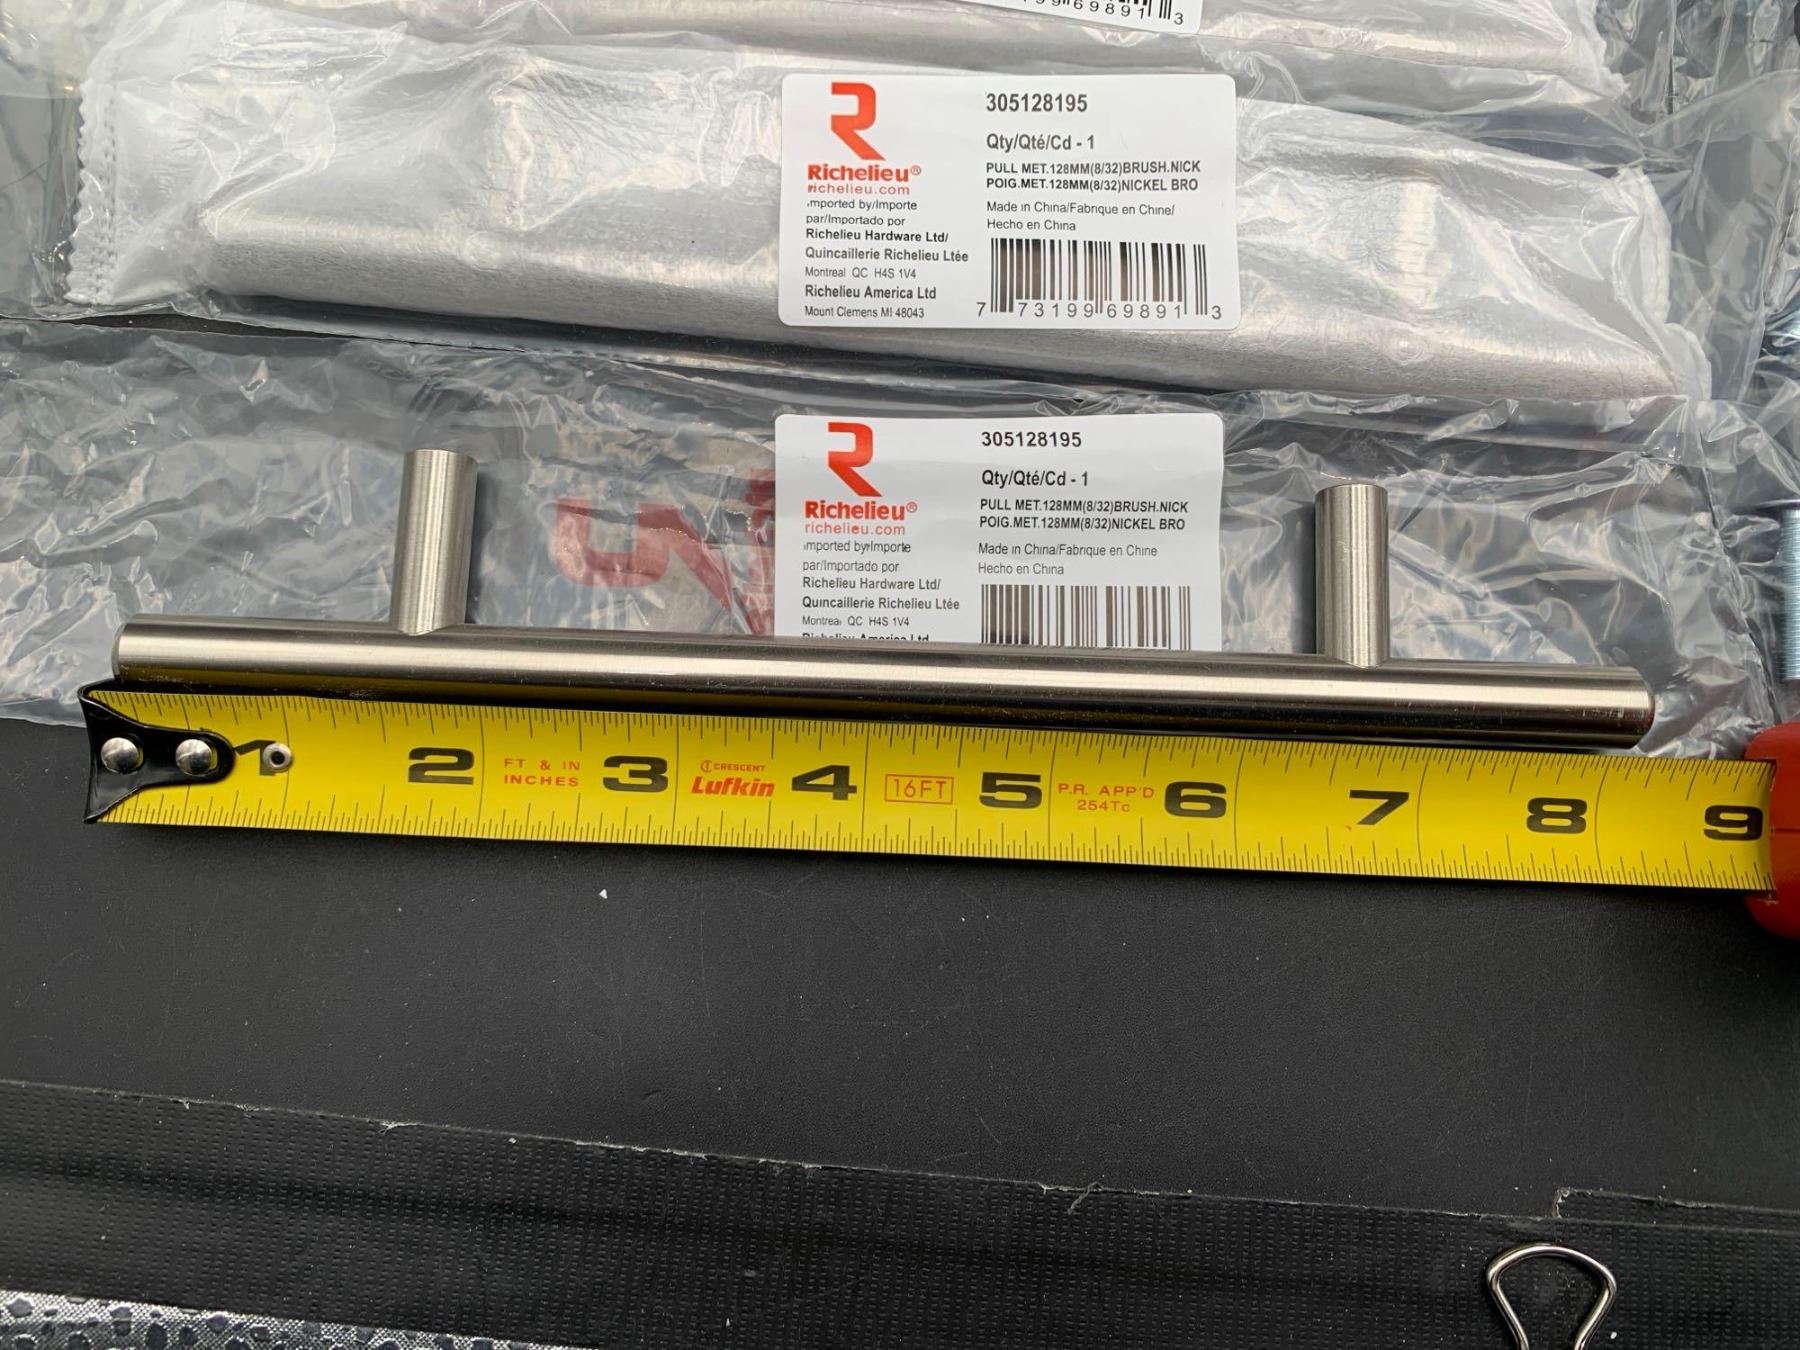 69891 3
305128195
Qty/Qté/Cd - 1
PULL MET.128MM(8/32)BRUSH.NICK
POIG.MET.128MM(8/32)NICKEL BRO
Made in China/Fabrique en Chine/
Hecho en China
7 73199 69891 3
R
Richelieu®
richelieu.com
Imported by/Importe
par/Importado por
Richelieu Hardware Ltd/
Quincaillerie Richelieu Ltée
Montreal QC H4S 1V4
Richelieu America Ltd
Mount Clemens MI 48043
305128195
Qty/Qté/Cd - 1
PULL MET.128MM(8/32)BRUSH.NICK
POIG.MET.128MM(8/32)NICKEL BRO
Made in China/Fabrique en Chine
Hecho en China
R
Richelieu®
richelieu.com
Imported by/Importe
par/Importado por
Richelieu Hardware Ltd/
Quincaillerie Richelieu Ltée
Montreal QC H4S 1V4
Richelieu America Ltd
1 2 FT & IN 3 CRESCENT 4 16FT 5 P.R. APP'D 6 7 8 9
INCHES Lufkin 254Tc